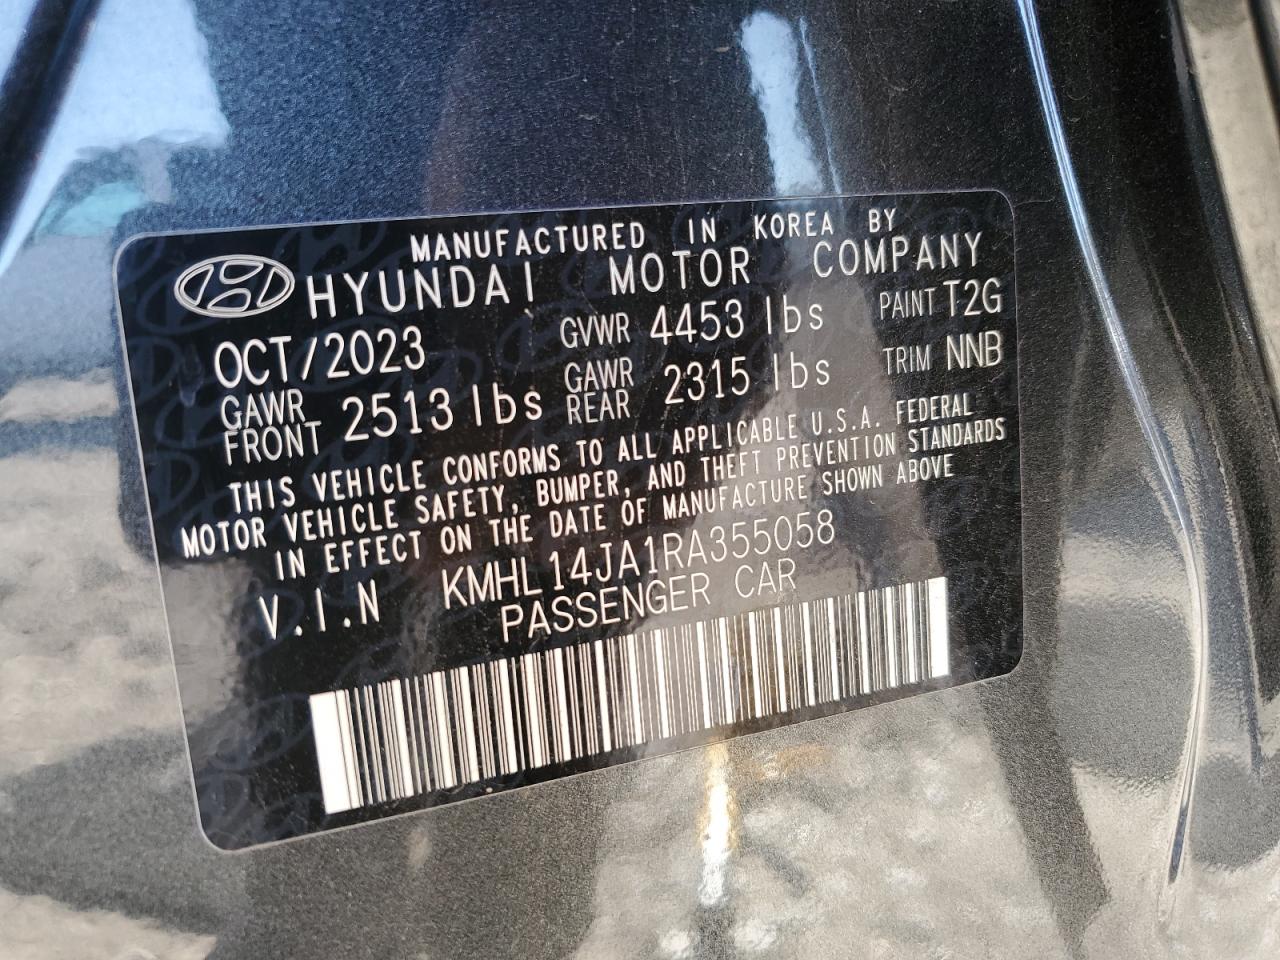 MANUFACTURED IN KOREA BY
HYUNDAI MOTOR COMPANY
OCT/2023 GVWR 4453 lbs PAINT T2G
GAWR FRONT 2513 lbs GAWR REAR 2315 lbs TRIM NNB
THIS VEHICLE CONFORMS TO ALL APPLICABLE U.S.A. FEDERAL
MOTOR VEHICLE SAFETY, BUMPER, AND THEFT PREVENTION STANDARDS
IN EFFECT ON THE DATE OF MANUFACTURE SHOWN ABOVE
V.I.N KMHL14JA1RA355058
PASSENGER CAR